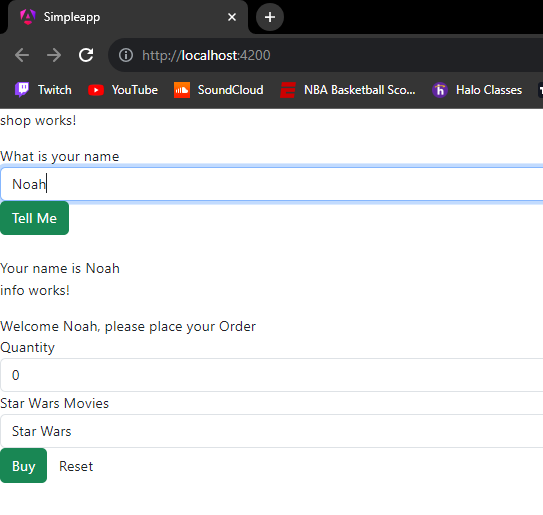 Simpleapp
http://localhost:4200
Twitch YouTube SoundCloud NBA Basketball Sco... Halo Classes
shop works!
What is your name
Noah
Tell Me
Your name is Noah
info works!
Welcome Noah, please place your Order
Quantity
0
Star Wars Movies
Star Wars
Buy Reset